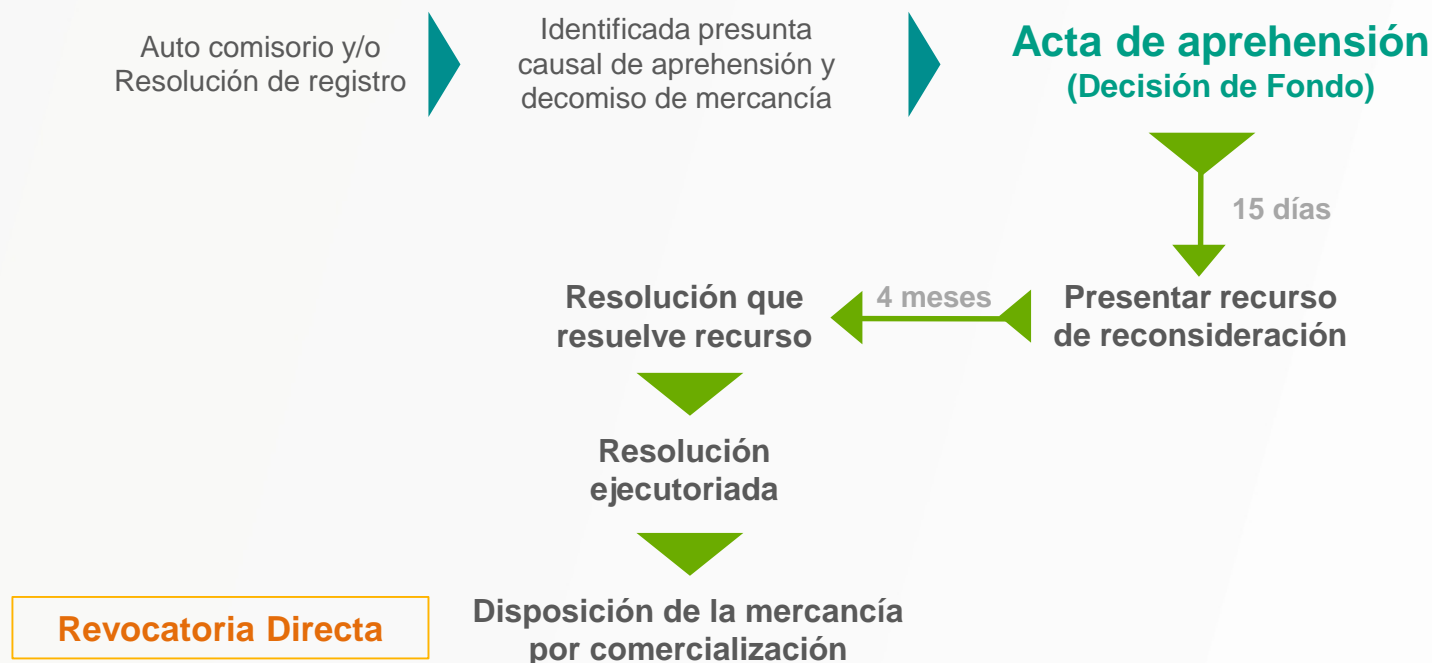 Auto comisorio y/o
Resolución de registro
Identificada presunta
causal de aprehensión y
decomiso de mercancía
Acta de aprehensión
(Decisión de Fondo)
15 días
Presentar recurso
de reconsideración
4 meses
Resolución que
resuelve recurso
Resolución
ejecutoriada
Disposición de la mercancía
por comercialización
Revocatoria Directa